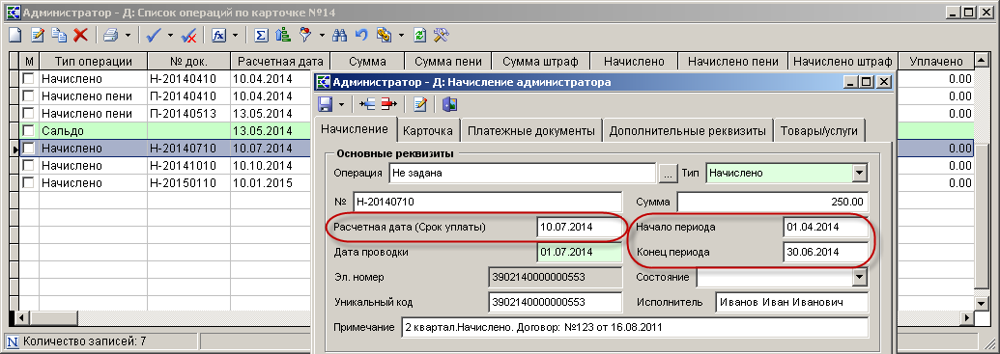 Администратор - Д: Список операций по карточке №14
М Тип операции № док. Расчетная дата Сумма Сумма пени Сумма штраф Начислено Начислено пени Начислено штраф Уплачено
Начислено Н-20140410 10.04.2014 0.00
Начислено пени П-20140410 10.04.2014 0.00
Начислено пени П-20140513 13.05.2014 0.00
Сальдо 13.05.2014 0.00
Начислено Н-20140710 10.07.2014 0.00
Начислено Н-20141010 10.10.2014 0.00
Начислено Н-20150110 10.01.2015 0.00
Количество записей: 7
Администратор - Д: Начисление администратора
Начисление Карточка Платежные документы Дополнительные реквизиты Товары/услуги
Основные реквизиты
Операция Не задана ... Тип Начислено
№ Н-20140710 Сумма 250.00
Расчетная дата (Срок уплаты) 10.07.2014 Начало периода 01.04.2014
Дата проводки 01.07.2014 Конец периода 30.06.2014
Эл. номер 3902140000000553 Состояние
Уникальный код 3902140000000553 Исполнитель Иванов Иван Иванович
Примечание 2 квартал.Начислено. Договор: №123 от 16.08.2011